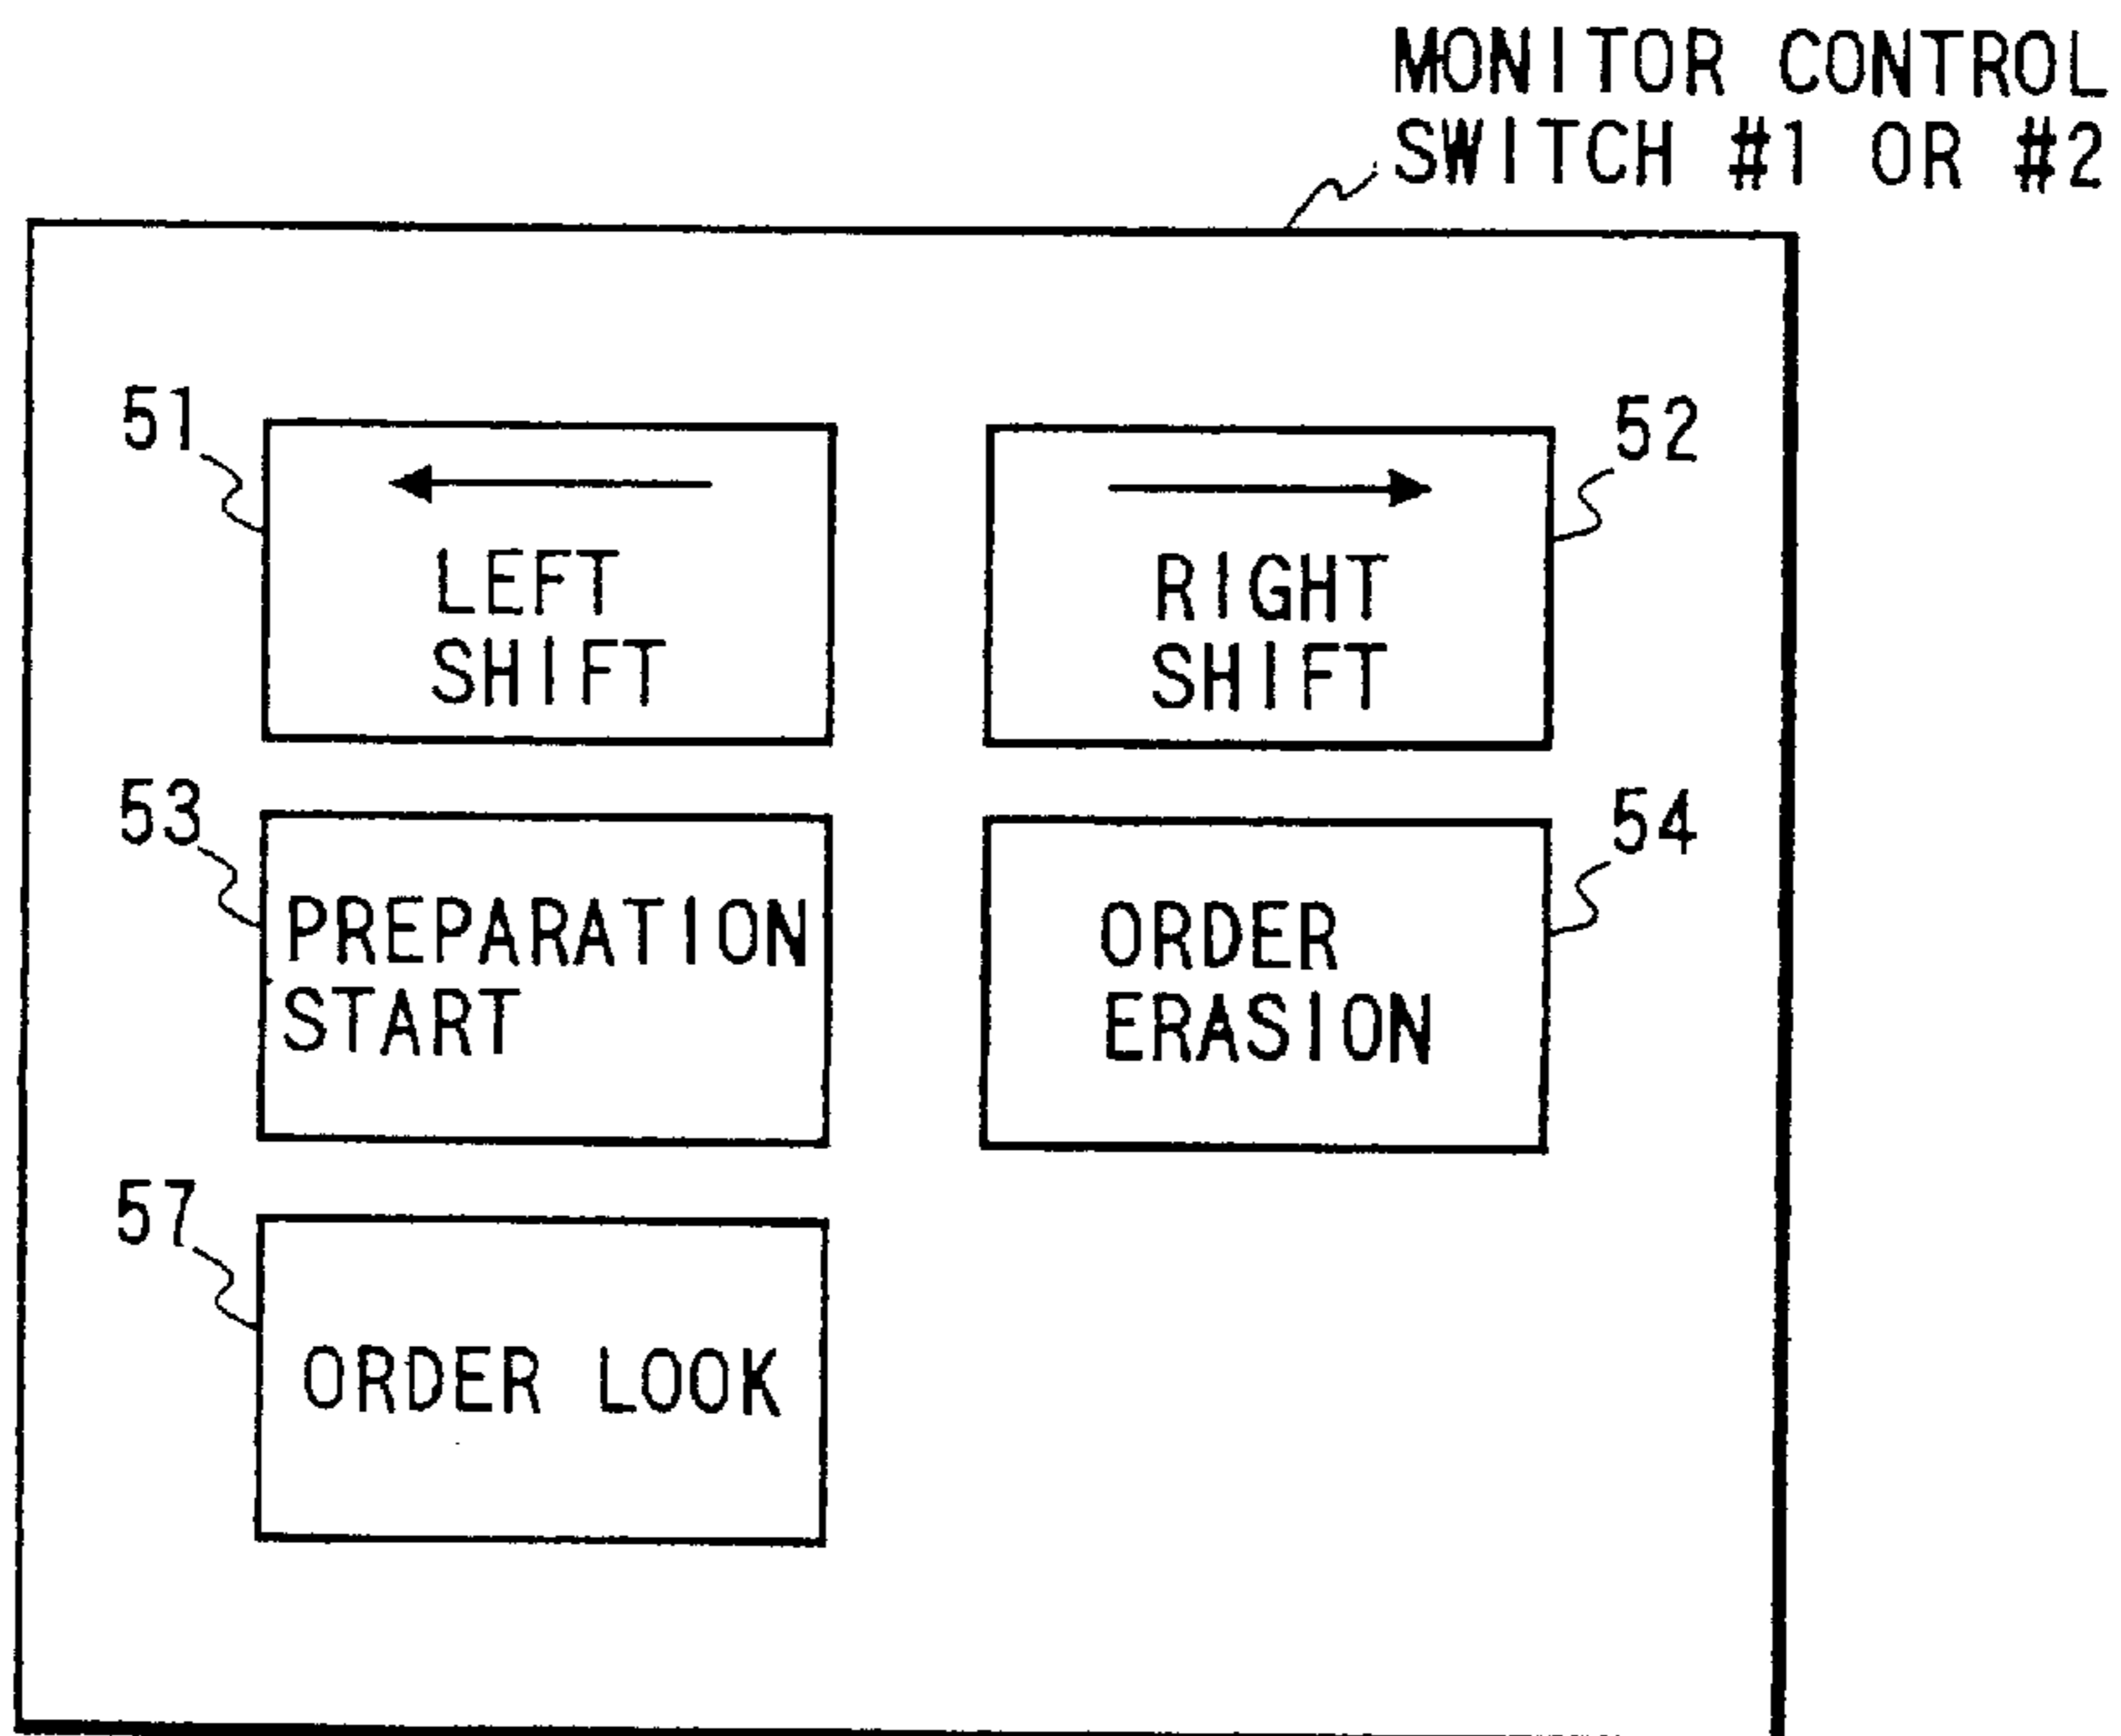 MONITOR CONTROL
SWITCH #1 OR #2
51
LEFT
SHIFT
52
RIGHT
SHIFT
53
PREPARATION
START
54
ORDER
ERASION
57
ORDER LOOK